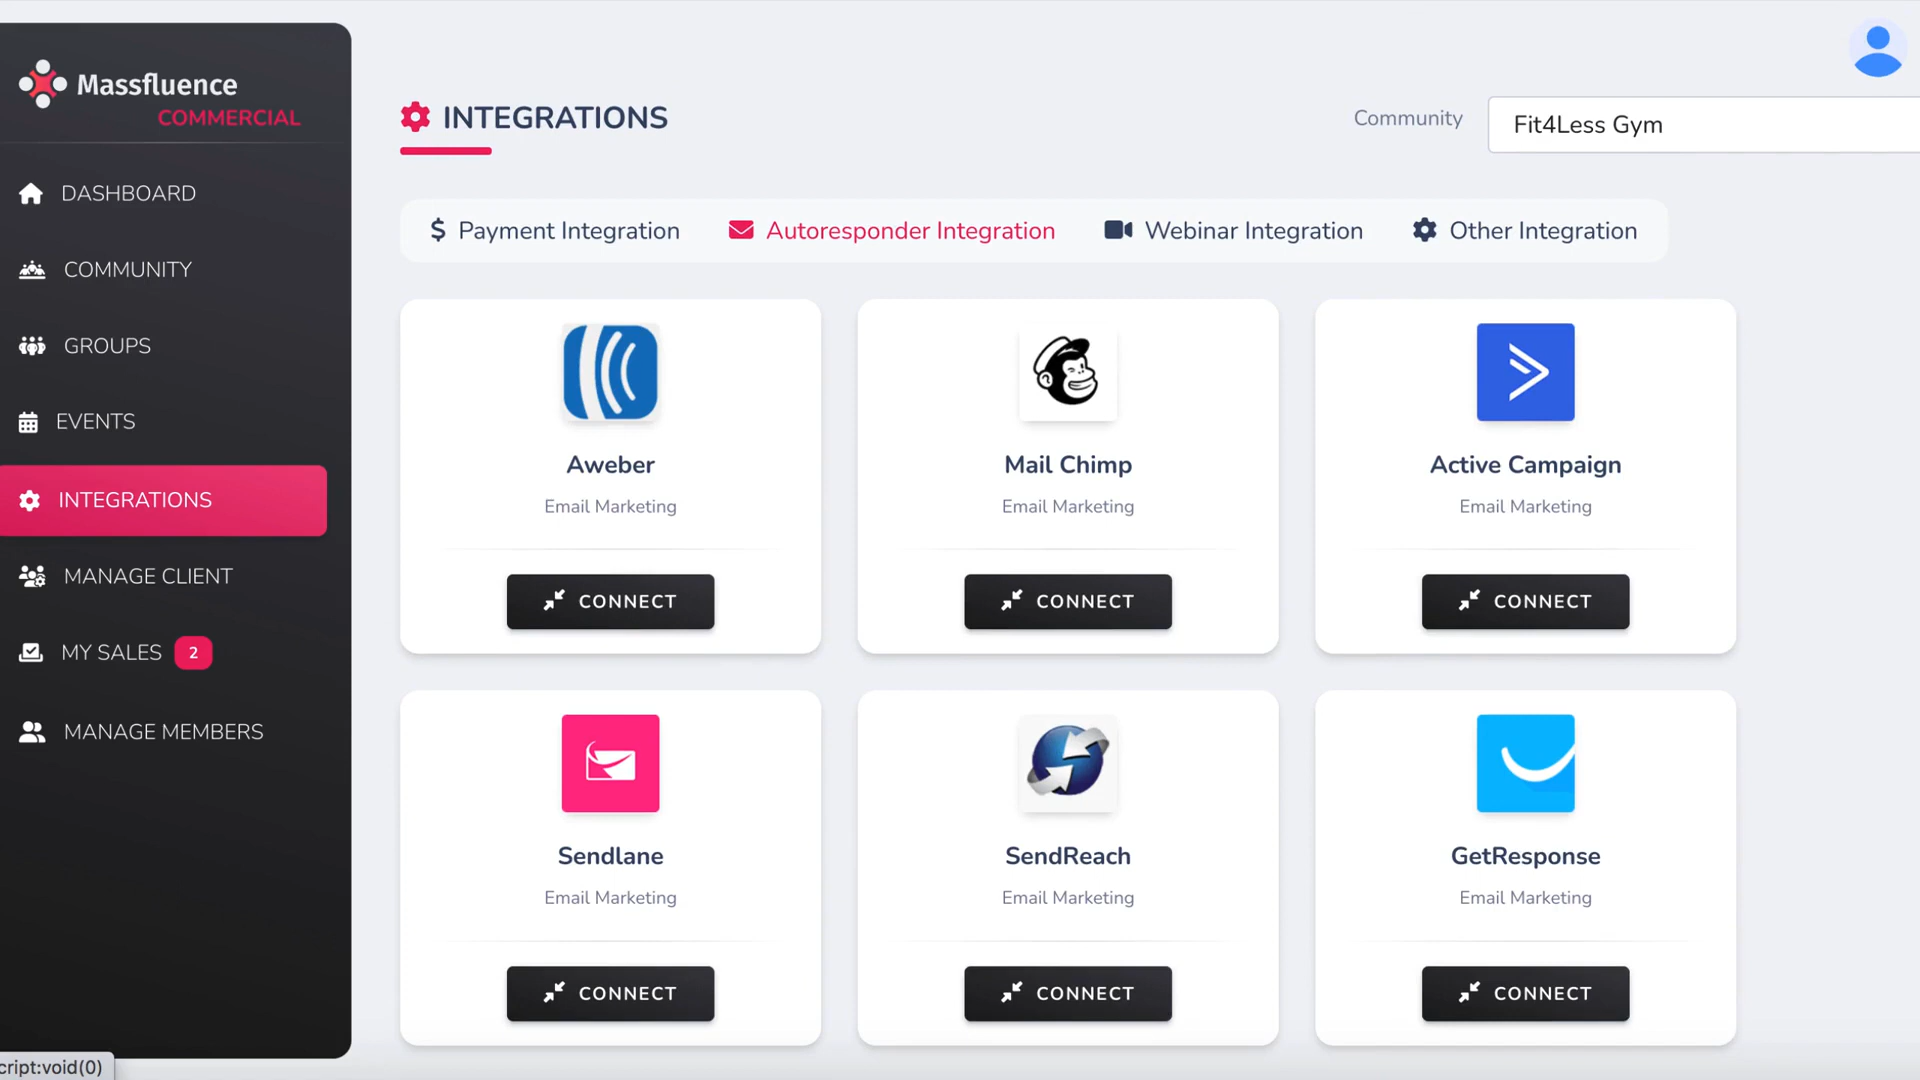 Massfluence
COMMERCIAL
DASHBOARD
COMMUNITY
GROUPS
EVENTS
INTEGRATIONS
MANAGE CLIENT
MY SALES 2
MANAGE MEMBERS
INTEGRATIONS
Community Fit4Less Gym
$ Payment Integration Autoresponder Integration Webinar Integration Other Integration
Aweber
Email Marketing
CONNECT
Mail Chimp
Email Marketing
CONNECT
Active Campaign
Email Marketing
CONNECT
Sendlane
Email Marketing
CONNECT
SendReach
Email Marketing
CONNECT
GetResponse
Email Marketing
CONNECT
cript:void(0)